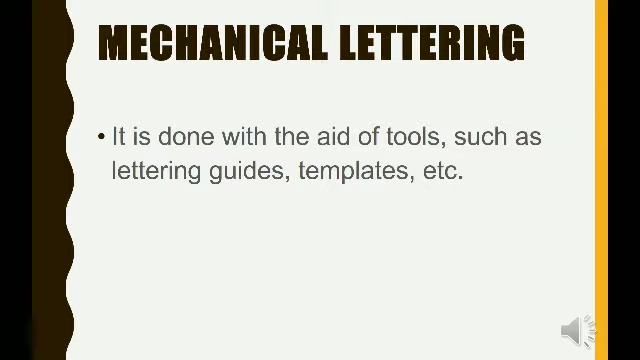 MECHANICAL LETTERING
• It is done with the aid of tools, such as
lettering guides, templates, etc.